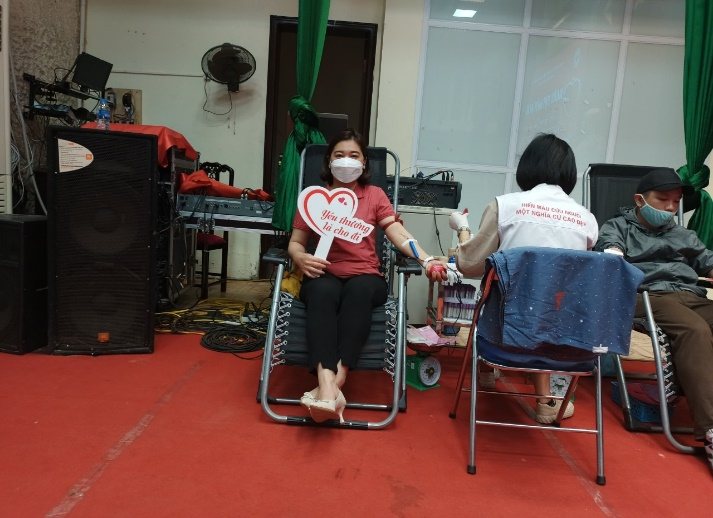 Yêu thương
là cho đi
HIẾN MÁU CỨU NGƯỜI
MỘT NGHĨA CỬ CAO ĐẸP